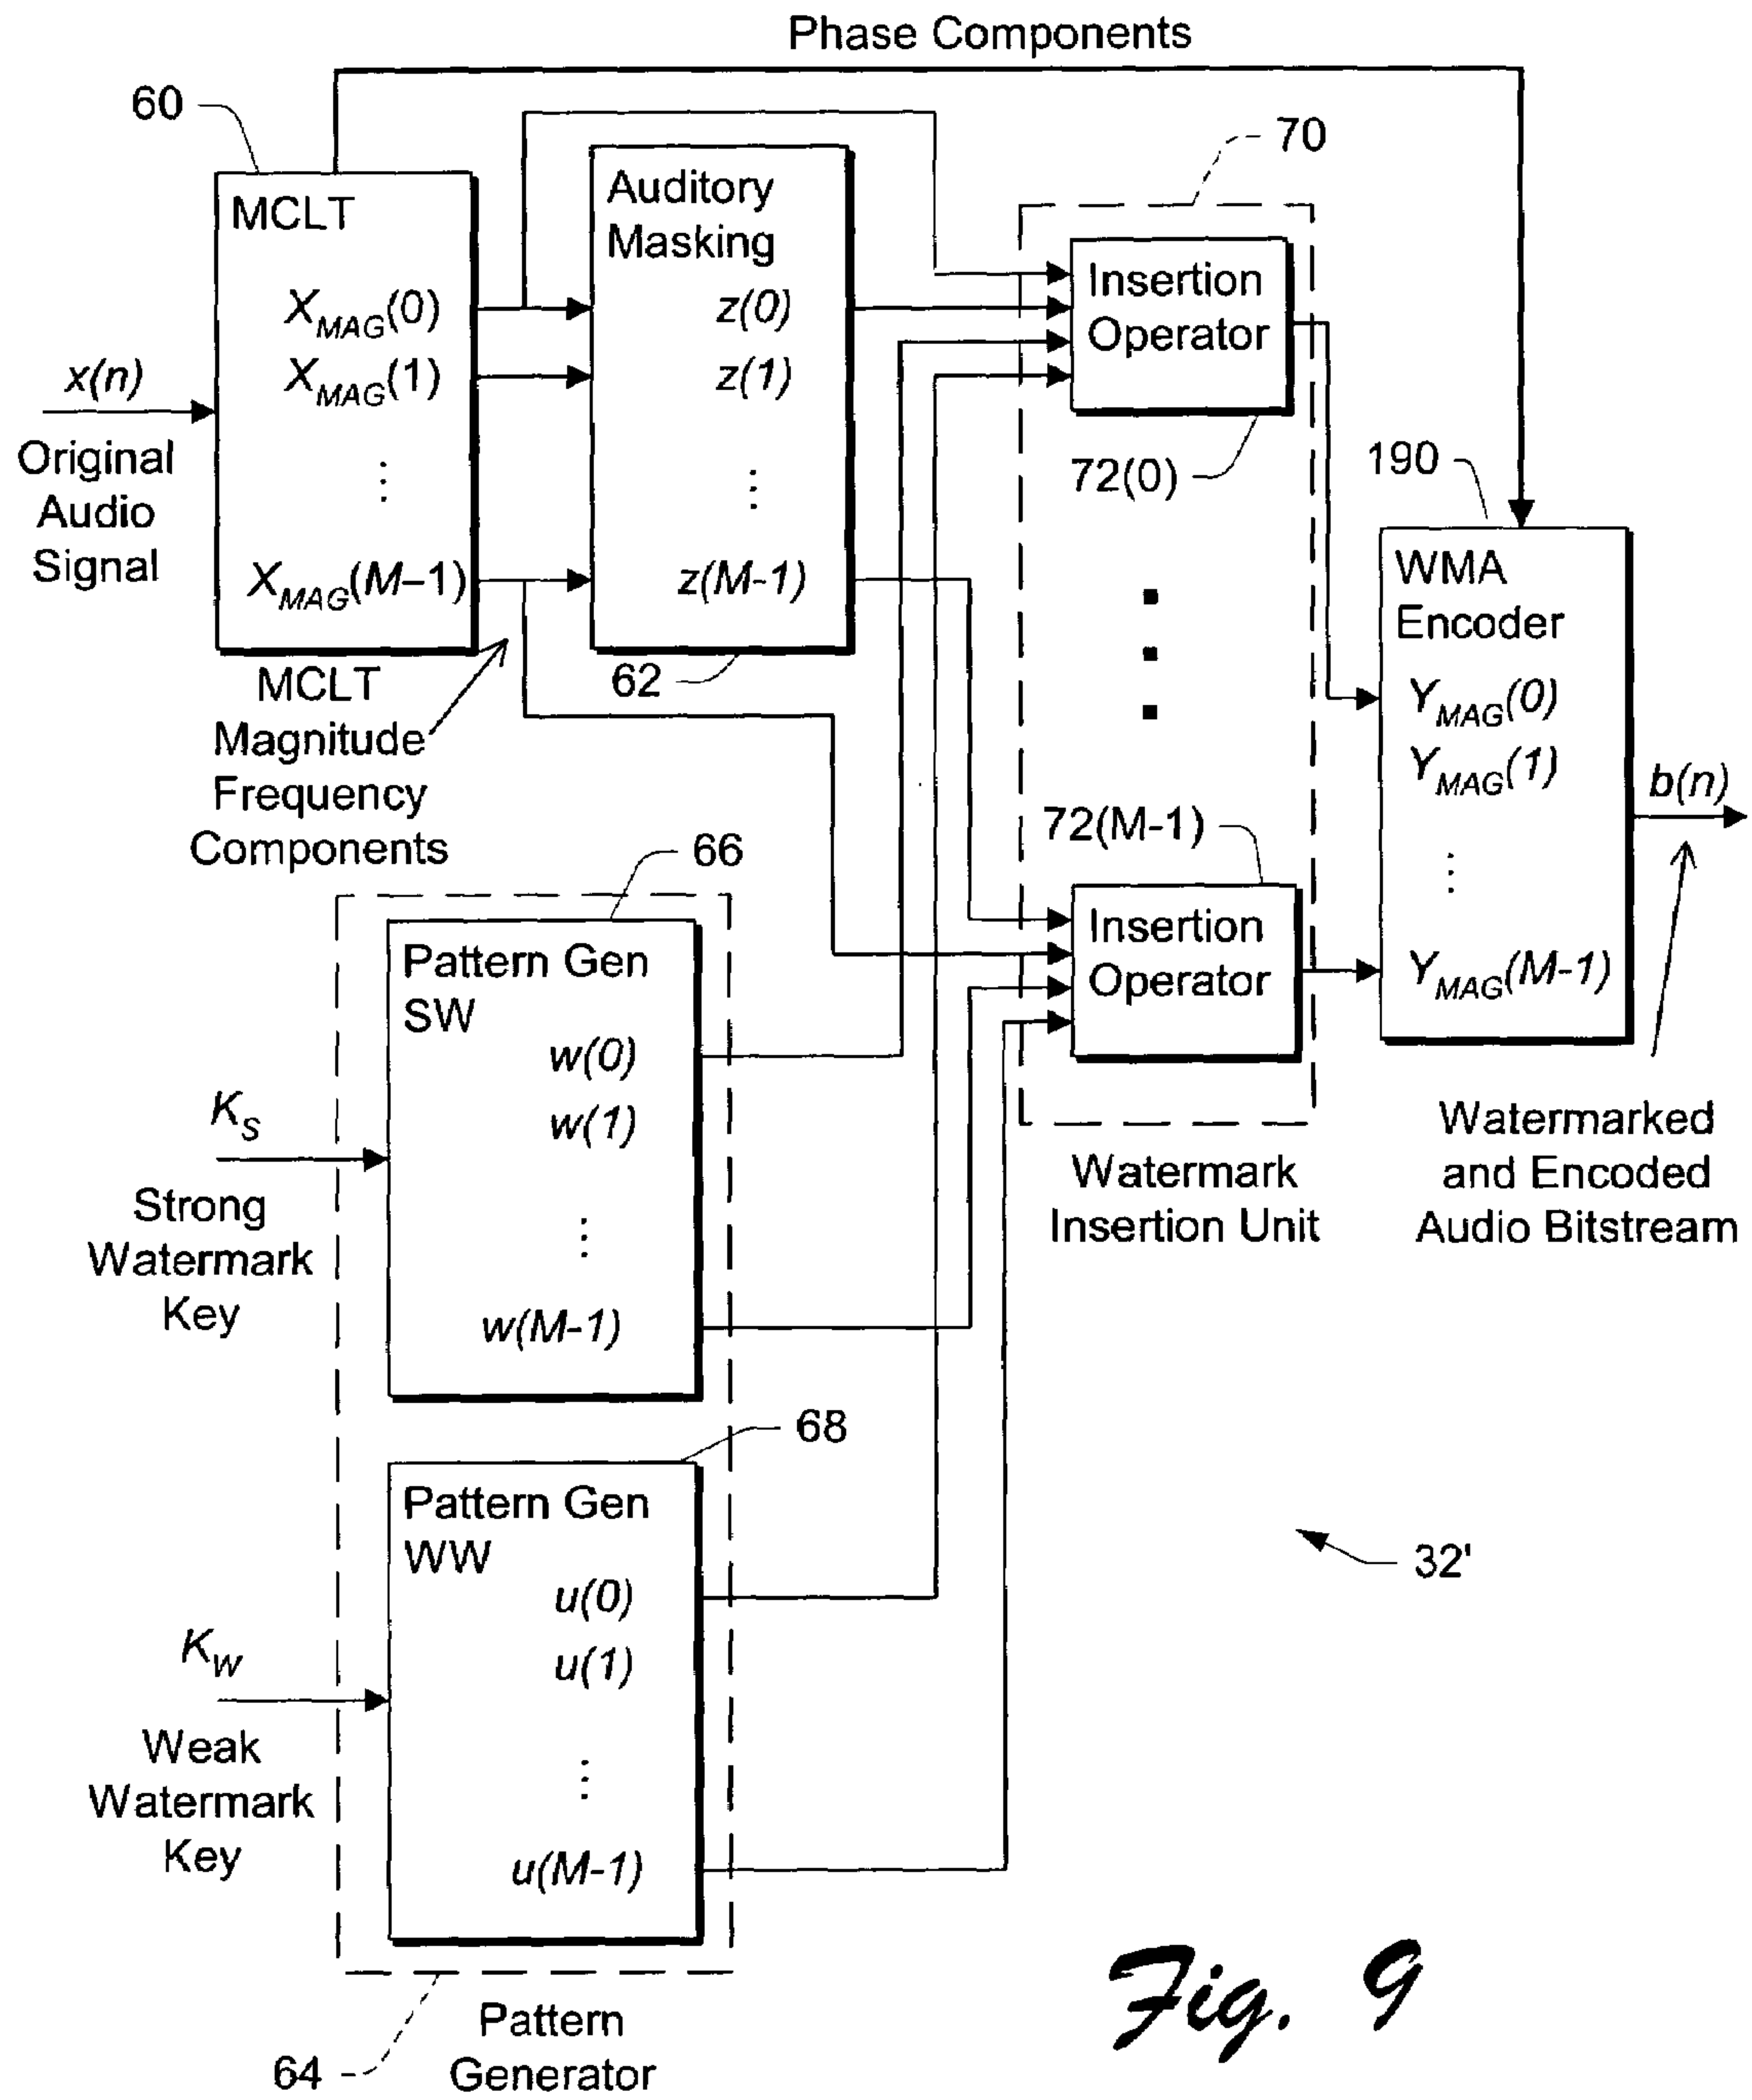 Phase Components
60
MCLT
X_MAG(0)
X_MAG(1)
⋮
X_MAG(M–1)
x(n)
Original
Audio
Signal
MCLT
Magnitude
Frequency
Components
Auditory
Masking
z(0)
z(1)
⋮
z(M-1)
62
70
Insertion
Operator
72(0)
72(M-1)
Insertion
Operator
Watermark
Insertion Unit
190
WMA
Encoder
Y_MAG(0)
Y_MAG(1)
⋮
Y_MAG(M-1)
b(n)
Watermarked
and Encoded
Audio Bitstream
66
Pattern Gen
SW
w(0)
w(1)
⋮
w(M-1)
K_S
Strong
Watermark
Key
68
Pattern Gen
WW
u(0)
u(1)
⋮
u(M-1)
K_W
Weak
Watermark
Key
64
Pattern
Generator
32'
Fig. 9